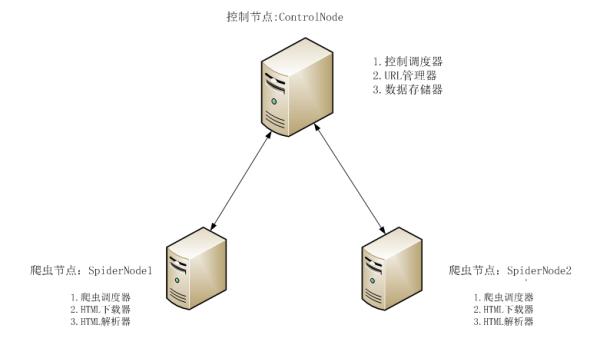 控制节点:ControlNode
1.控制调度器
2.URL管理器
3.数据存储器
爬虫节点：SpiderNode1
1.爬虫调度器
2.HTML下载器
3.HTML解析器
爬虫节点：SpiderNode2
1.爬虫调度器
2.HTML下载器
3.HTML解析器